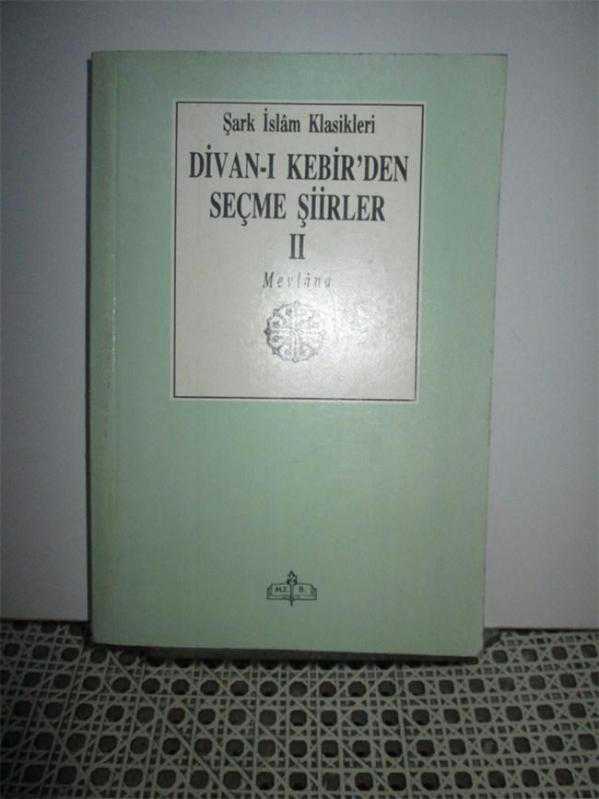 Şark İslâm Klasikleri
DİVAN-I KEBİR'DEN
SEÇME ŞİİRLER
II
Mevlâna
M.E. B.